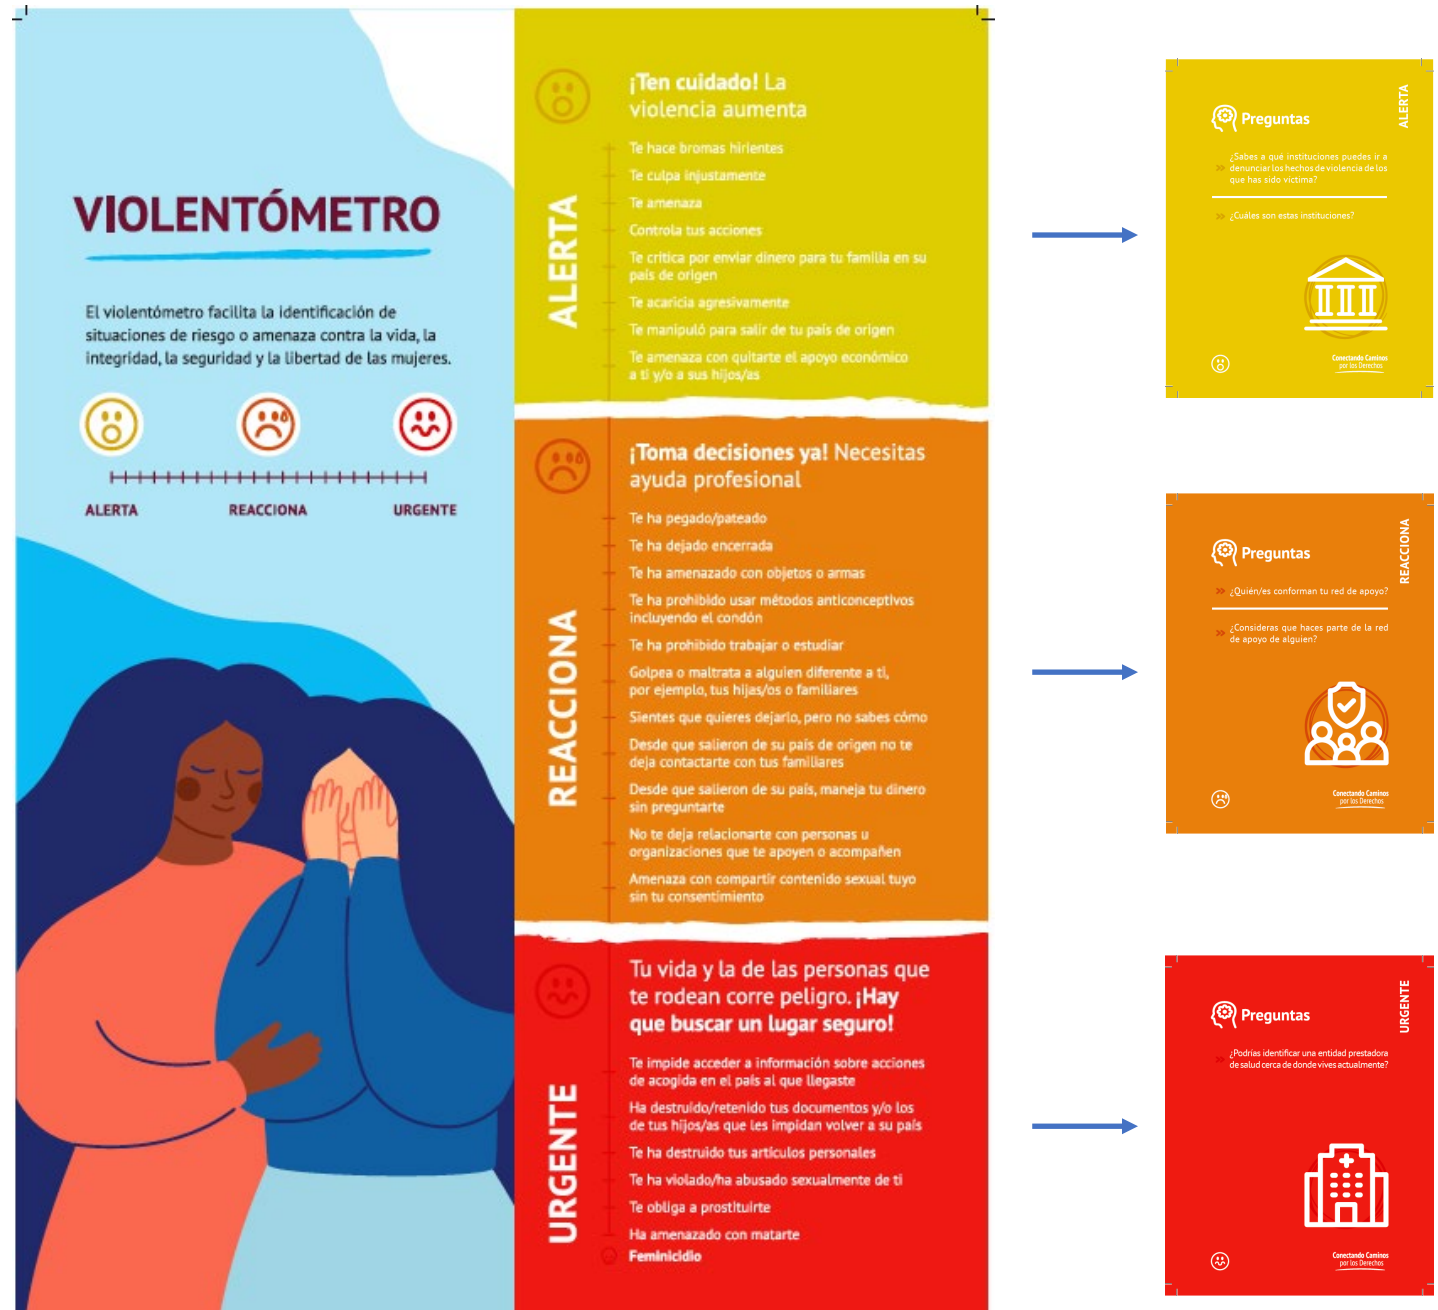 VIOLENTÓMETRO
El violentómetro facilita la identificación de
situaciones de riesgo o amenaza contra la vida, la
integridad, la seguridad y la libertad de las mujeres.
ALERTA
REACCIONA
URGENTE
ALERTA
¡Ten cuidado! La
violencia aumenta
Te hace bromas hirientes
Te culpa injustamente
Te amenaza
Controla tus acciones
Te critica por enviar dinero para tu familia en su
país de origen
Te acaricia agresivamente
Te manipuló para salir de tu país de origen
Te amenaza con quitarte el apoyo económico
a ti y/o a sus hijos/as
REACCIONA
¡Toma decisiones ya! Necesitas
ayuda profesional
Te ha pegado/pateado
Te ha dejado encerrada
Te ha amenazado con objetos o armas
Te ha prohibido usar métodos anticonceptivos
incluyendo el condón
Te ha prohibido trabajar o estudiar
Golpea o maltrata a alguien diferente a ti,
por ejemplo, tus hijas/os o familiares
Sientes que quieres dejarlo, pero no sabes cómo
Desde que salieron de su país de origen no te
deja contactarte con tus familiares
Desde que salieron de su país, maneja tu dinero
sin preguntarte
No te deja relacionarte con personas u
organizaciones que te apoyen o acompañen
Amenaza con compartir contenido sexual tuyo
sin tu consentimiento
URGENTE
Tu vida y la de las personas que
te rodean corre peligro. ¡Hay
que buscar un lugar seguro!
Te impide acceder a información sobre acciones
de acogida en el país al que llegaste
Ha destruido/retenido tus documentos y/o los
de tus hijos/as que les impidan volver a su país
Te ha destruido tus artículos personales
Te ha violado/ha abusado sexualmente de ti
Te obliga a prostituirte
Ha amenazado con matarte
Feminicidio
ALERTA
Preguntas
¿Sabes a qué instituciones puedes ir a
denunciar los hechos de violencia de los
que has sido víctima?
¿Cuáles son estas instituciones?
Conectando Caminos
por los Derechos
REACCIONA
Preguntas
¿Quién/es conforman tu red de apoyo?
¿Consideras que haces parte de la red
de apoyo de alguien?
Conectando Caminos
por los Derechos
URGENTE
Preguntas
¿Podrías identificar una entidad prestadora
de salud cerca de donde vives actualmente?
Conectando Caminos
por los Derechos